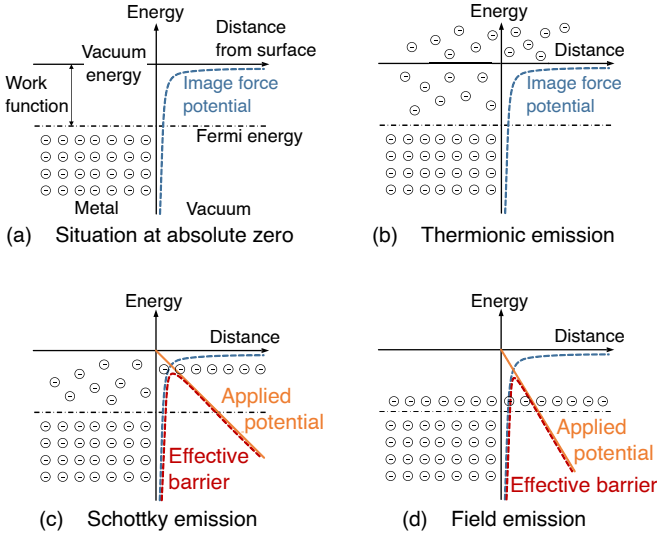 Energy
Vacuum
energy
Distance
from surface
Work
function
Image force
potential
Fermi energy
Metal
Vacuum
(a) Situation at absolute zero
Energy
Distance
Image force
potential
(b) Thermionic emission
Energy
Distance
Applied
potential
Effective
barrier
(c) Schottky emission
Energy
Distance
Applied
potential
Effective barrier
(d) Field emission